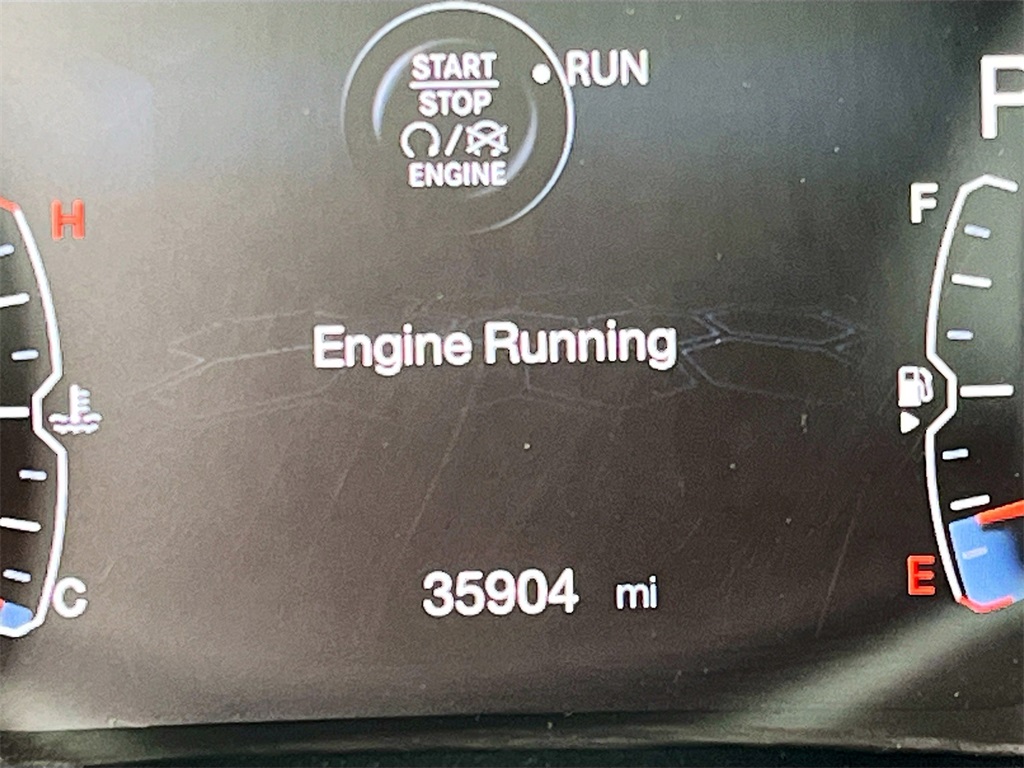 START
STOP
ENGINE
RUN
P
H
F
Engine Running
E
C
35904 mi